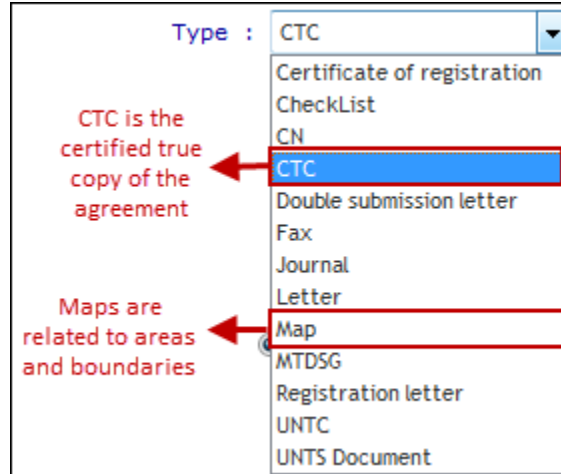 Type : CTC
Certificate of registration
CheckList
CN
CTC
Double submission letter
Fax
Journal
Letter
Map
MTDSG
Registration letter
UNTC
UNTS Document
CTC is the
certified true
copy of the
agreement
Maps are
related to areas
and boundaries